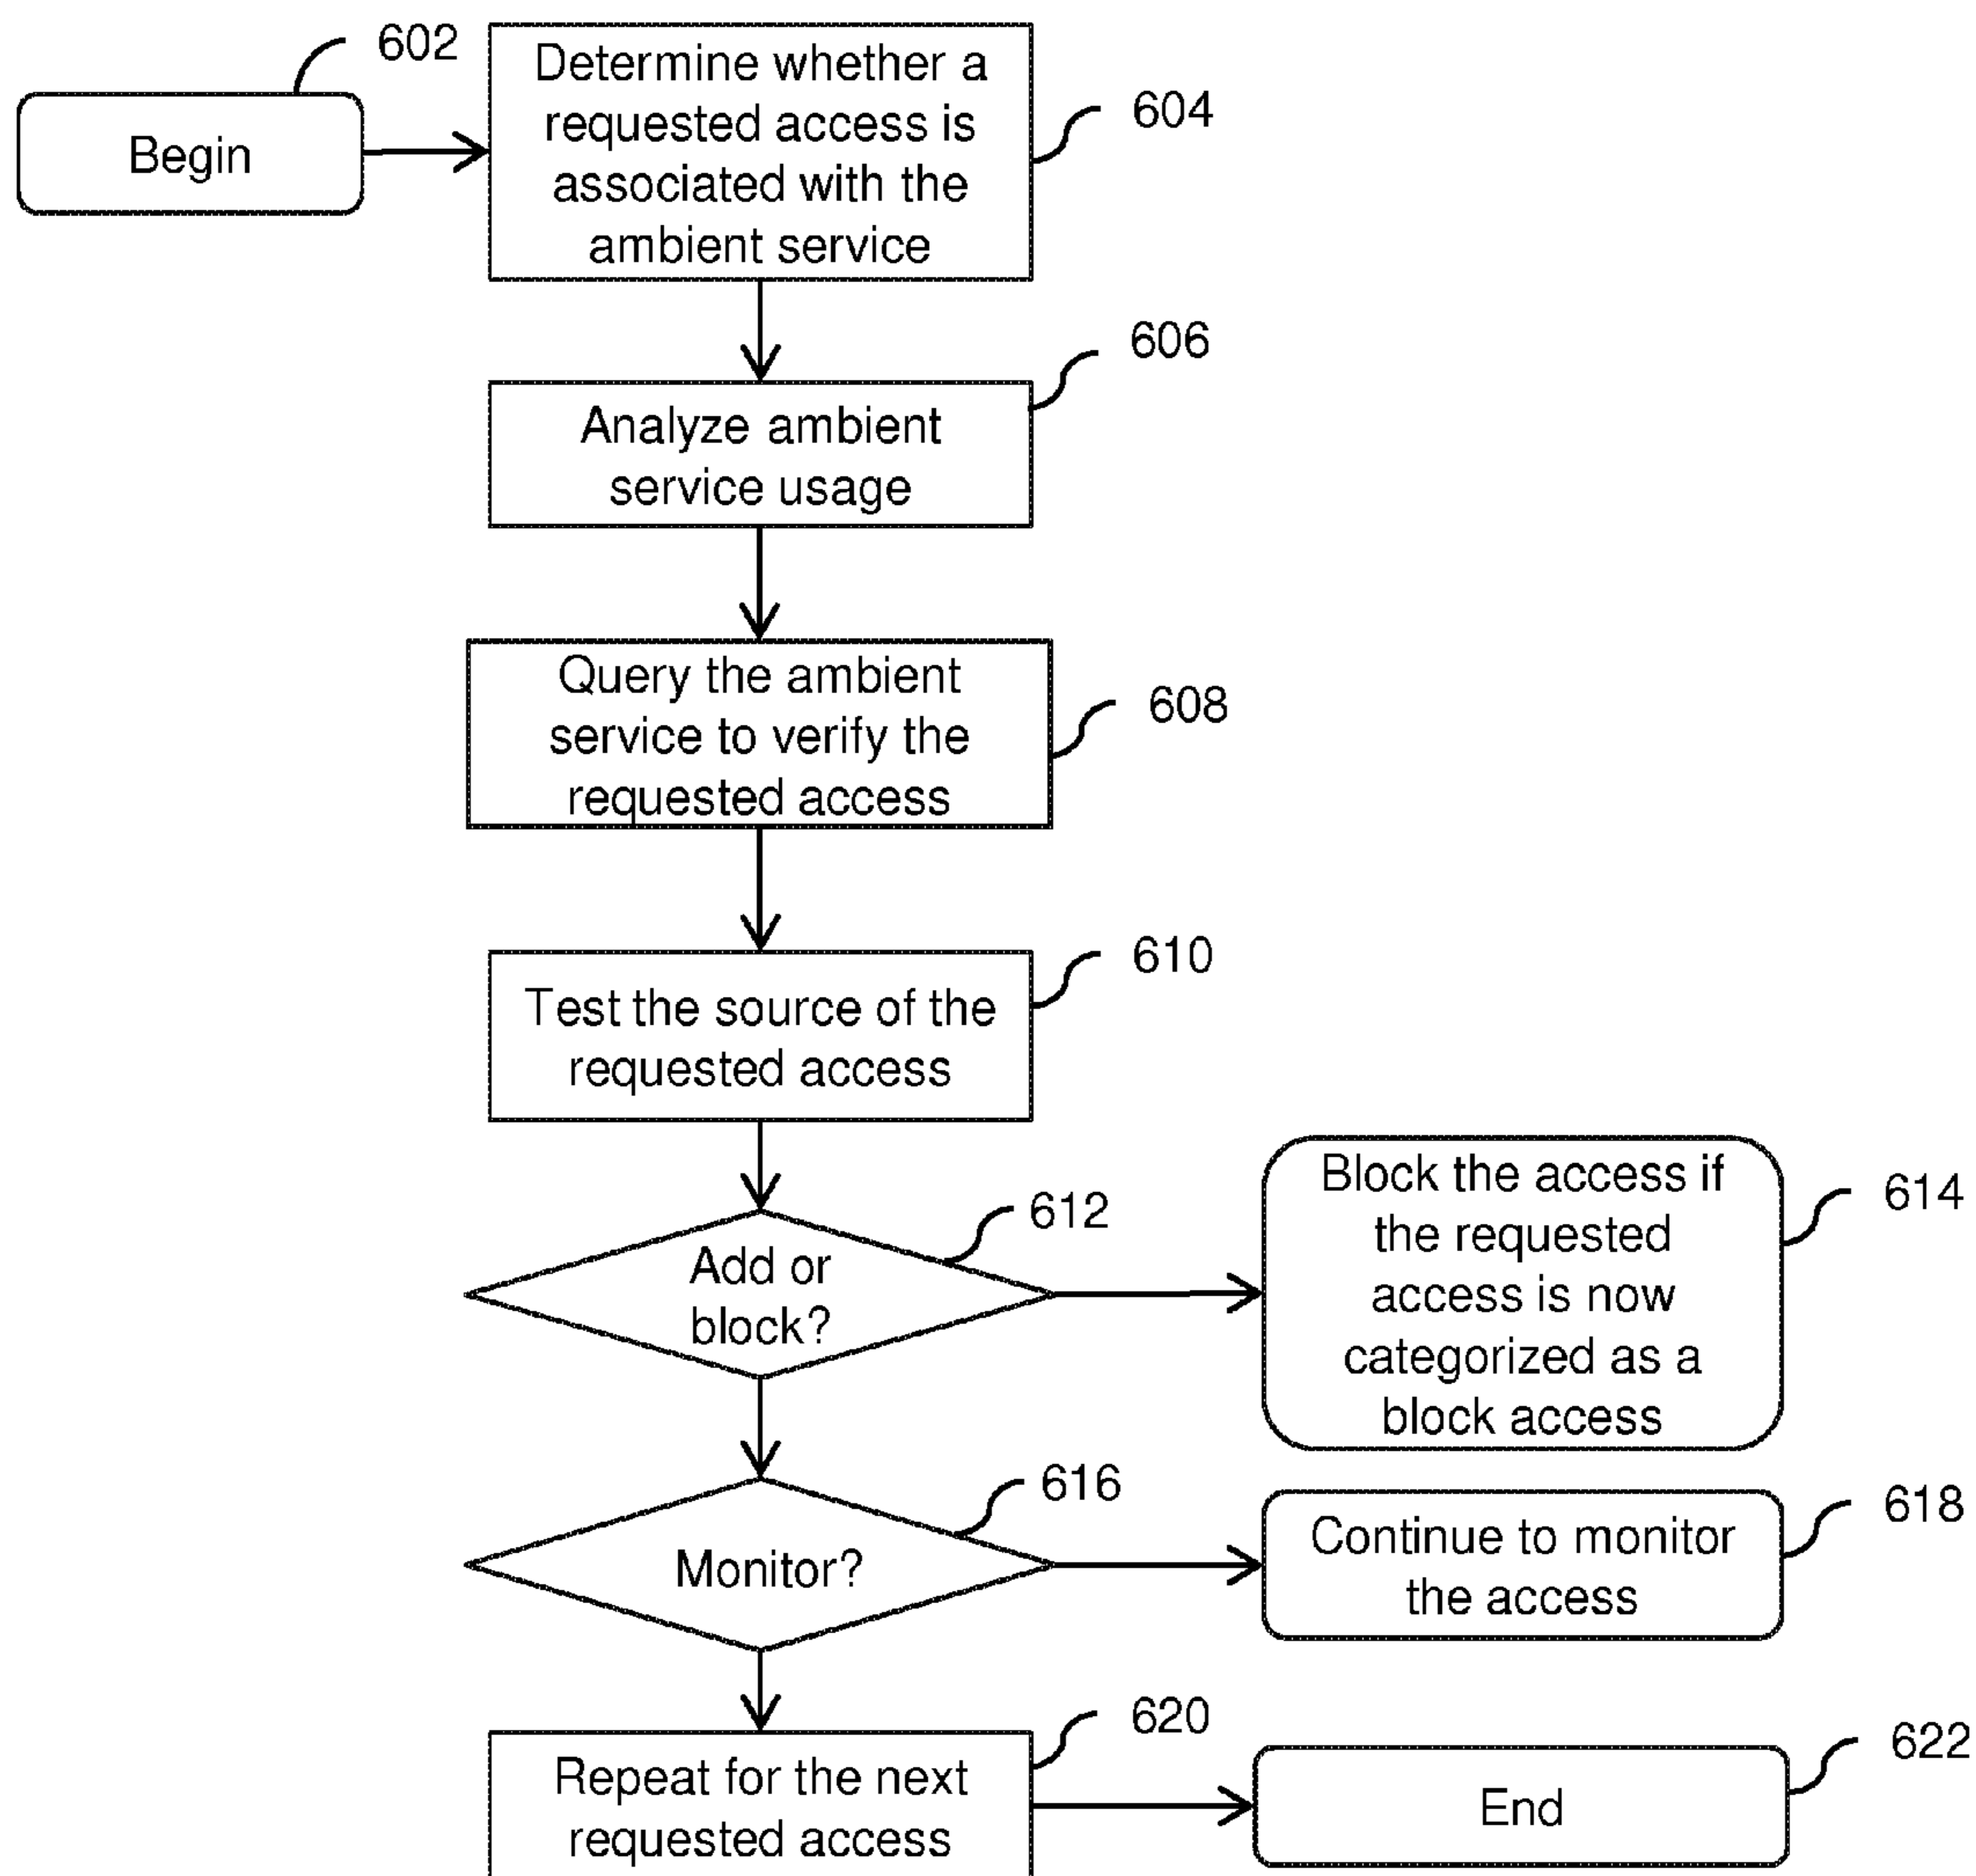 602
Begin
Determine whether a
requested access is
associated with the
ambient service
604
606
Analyze ambient
service usage
608
Query the ambient
service to verify the
requested access
610
Test the source of the
requested access
612
Add or
block?
614
Block the access if
the requested
access is now
categorized as a
block access
616
Monitor?
618
Continue to monitor
the access
620
Repeat for the next
requested access
622
End